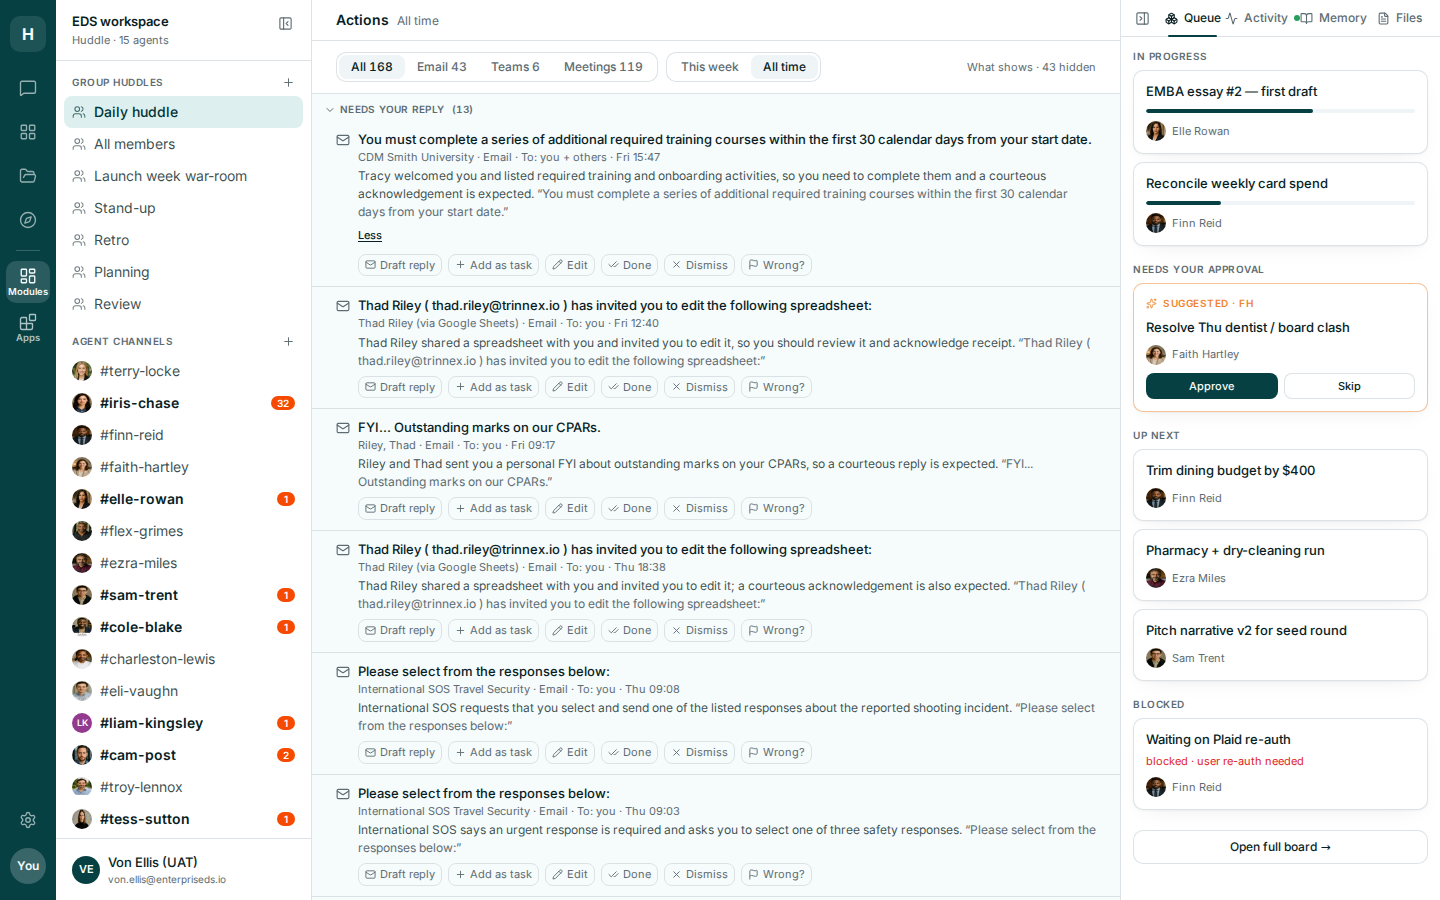 H
Modules
Apps
You
EDS workspace
Huddle · 15 agents
GROUP HUDDLES
Daily huddle
All members
Launch week war-room
Stand-up
Retro
Planning
Review
AGENT CHANNELS
#terry-locke
#iris-chase 32
#finn-reid
#faith-hartley
#elle-rowan 1
#flex-grimes
#ezra-miles
#sam-trent 1
#cole-blake 1
#charleston-lewis
#eli-vaughn
LK #liam-kingsley 1
#cam-post 2
#troy-lennox
#tess-sutton 1
VE Von Ellis (UAT)
von.ellis@enterpriseds.io
Actions All time
All 168 Email 43 Teams 6 Meetings 119 This week All time What shows · 43 hidden
NEEDS YOUR REPLY (13)
You must complete a series of additional required training courses within the first 30 calendar days from your start date.
CDM Smith University · Email · To: you + others · Fri 15:47
Tracy welcomed you and listed required training and onboarding activities, so you need to complete them and a courteous
acknowledgement is expected. “You must complete a series of additional required training courses within the first 30 calendar
days from your start date.”
Less
Draft reply Add as task Edit Done Dismiss Wrong?
Thad Riley ( thad.riley@trinnex.io ) has invited you to edit the following spreadsheet:
Thad Riley (via Google Sheets) · Email · To: you · Fri 12:40
Thad Riley shared a spreadsheet with you and invited you to edit it, so you should review it and acknowledge receipt. “Thad Riley (
thad.riley@trinnex.io ) has invited you to edit the following spreadsheet:”
Draft reply Add as task Edit Done Dismiss Wrong?
FYI... Outstanding marks on our CPARs.
Riley, Thad · Email · To: you · Fri 09:17
Riley and Thad sent you a personal FYI about outstanding marks on your CPARs, so a courteous reply is expected. “FYI...
Outstanding marks on our CPARs.”
Draft reply Add as task Edit Done Dismiss Wrong?
Thad Riley ( thad.riley@trinnex.io ) has invited you to edit the following spreadsheet:
Thad Riley (via Google Sheets) · Email · To: you · Thu 18:38
Thad Riley shared a spreadsheet with you and invited you to edit it; a courteous acknowledgement is also expected. “Thad Riley (
thad.riley@trinnex.io ) has invited you to edit the following spreadsheet:”
Draft reply Add as task Edit Done Dismiss Wrong?
Please select from the responses below:
International SOS Travel Security · Email · To: you · Thu 09:08
International SOS requests that you select and send one of the listed responses about the reported shooting incident. “Please select
from the responses below:”
Draft reply Add as task Edit Done Dismiss Wrong?
Please select from the responses below:
International SOS Travel Security · Email · To: you · Thu 09:03
International SOS says an urgent response is required and asks you to select one of three safety responses. “Please select from the
responses below:”
Draft reply Add as task Edit Done Dismiss Wrong?
Queue Activity Memory Files
IN PROGRESS
EMBA essay #2 — first draft
Elle Rowan
Reconcile weekly card spend
Finn Reid
NEEDS YOUR APPROVAL
SUGGESTED · FH
Resolve Thu dentist / board clash
Faith Hartley
Approve Skip
UP NEXT
Trim dining budget by $400
Finn Reid
Pharmacy + dry-cleaning run
Ezra Miles
Pitch narrative v2 for seed round
Sam Trent
BLOCKED
Waiting on Plaid re-auth
blocked · user re-auth needed
Finn Reid
Open full board →